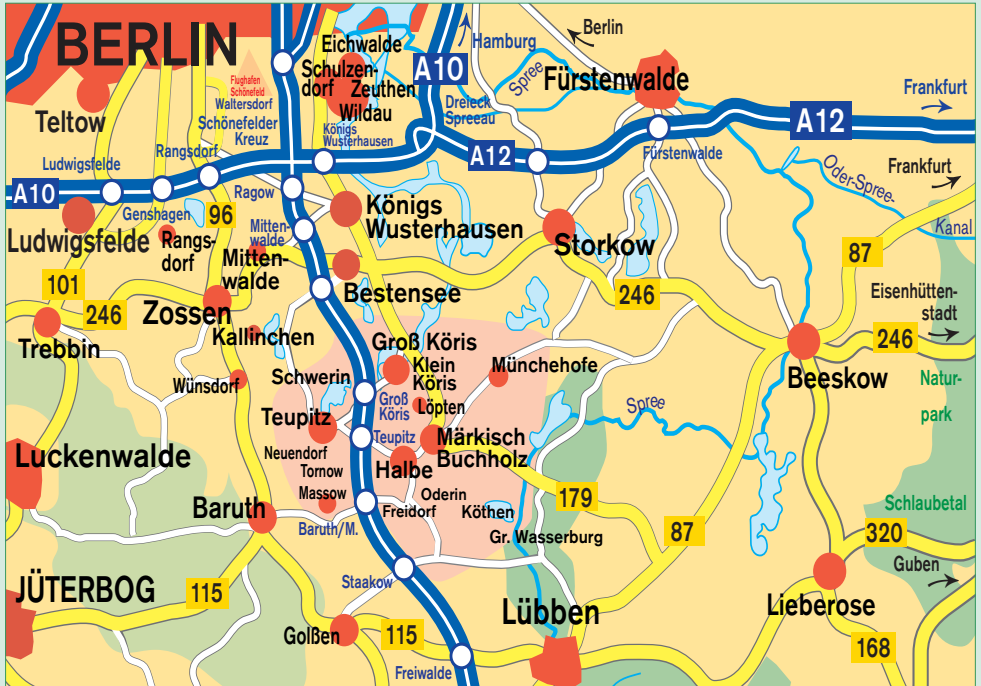 BERLIN
Eichwalde
Schulzen-
dorf
Zeuthen
Wildau
A10
Hamburg
Berlin
Spree
Fürstenwalde
Frankfurt
A12
Flughafen
Schönefeld
Waltersdorf
Schönefelder
Kreuz
Teltow
Dreieck
Spreeau
Königs
Wusterhausen
Ludwigsfelde
Rangsdorf
A12
Fürstenwalde
Frankfurt
Oder-Spree-
Kanal
A10
Ragow
Genshagen
96
Mitten-
walde
Königs
Wusterhausen
Ludwigsfelde
Rangs-
dorf
Mitten-
walde
Storkow
87
101
246
Zossen
Bestensee
246
Eisenhütten-
stadt
246
Trebbin
Kallinchen
Groß Köris
Klein
Köris
Münchehofe
Wünsdorf
Schwerin
Groß
Köris
Löpten
Beeskow
Natur-
park
Teupitz
Teupitz
Spree
Märkisch
Buchholz
Luckenwalde
Neuendorf
Tornow
Halbe
Massow
Oderin
Freidorf
Köthen
179
Baruth
Baruth/M.
Gr. Wasserburg
87
Schlaubetal
320
Guben
JÜTERBOG
115
Staakow
Lübben
Lieberose
Golßen
115
168
Freiwalde